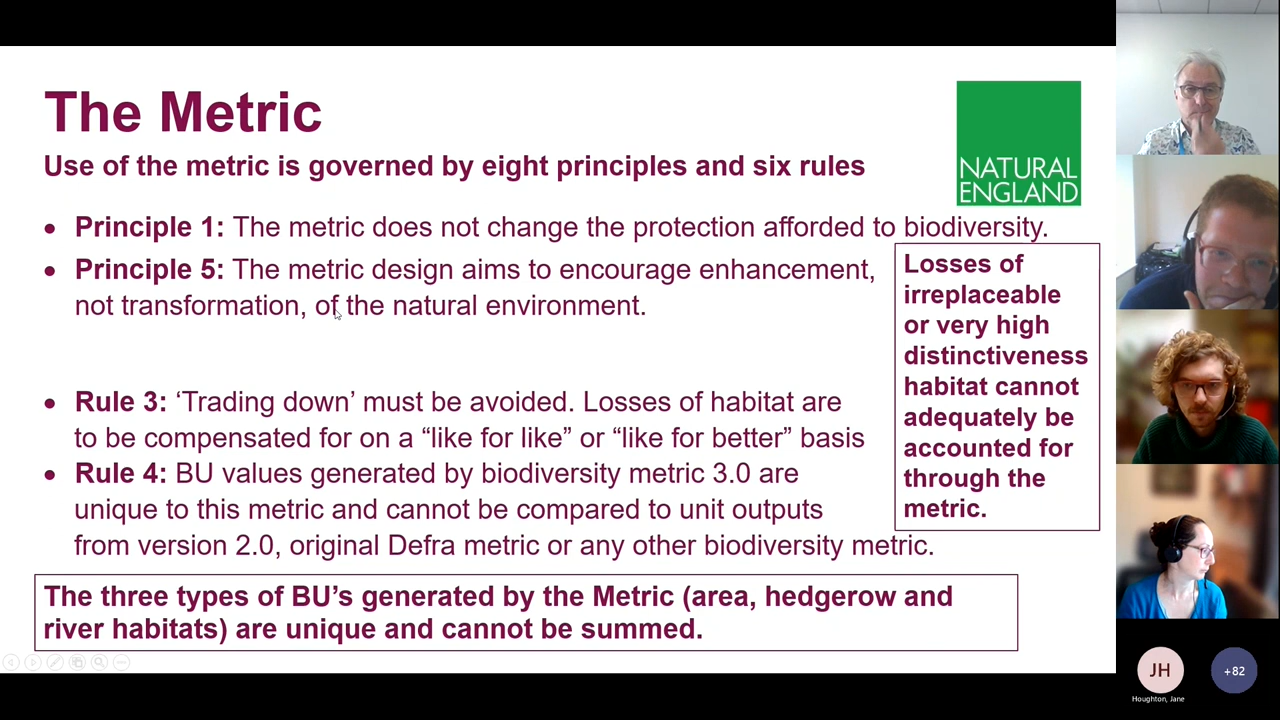 The Metric
Use of the metric is governed by eight principles and six rules
NATURAL
ENGLAND
• Principle 1: The metric does not change the protection afforded to biodiversity.
• Principle 5: The metric design aims to encourage enhancement,
not transformation, of the natural environment.
• Rule 3: ‘Trading down’ must be avoided. Losses of habitat are
to be compensated for on a “like for like” or “like for better” basis
• Rule 4: BU values generated by biodiversity metric 3.0 are
unique to this metric and cannot be compared to unit outputs
from version 2.0, original Defra metric or any other biodiversity metric.
Losses of
irreplaceable
or very high
distinctiveness
habitat cannot
adequately be
accounted for
through the
metric.
The three types of BU’s generated by the Metric (area, hedgerow and
river habitats) are unique and cannot be summed.
JH
Houghton, Jane
+82